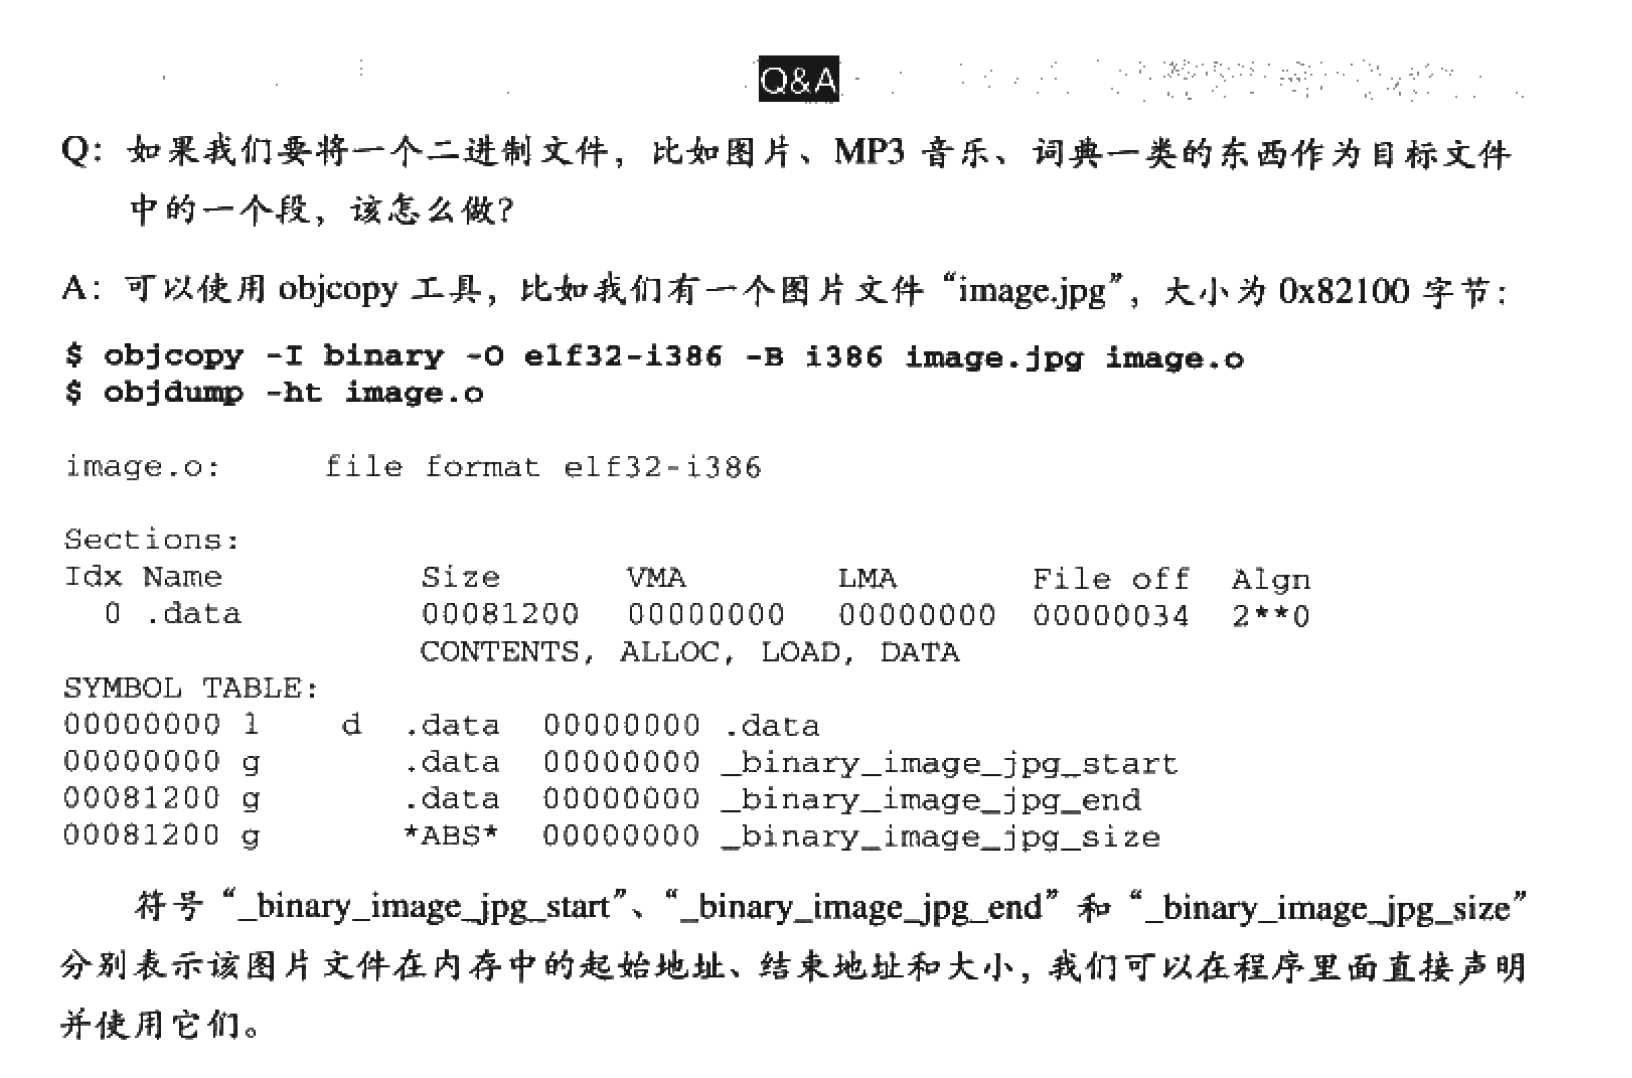 Q&A
Q: 如果我们要将一个二进制文件，比如图片、MP3 音乐、词典一类的东西作为目标文件
中的一个段，该怎么做?
A: 可以使用 objcopy 工具，比如我们有一个图片文件“image.jpg”，大小为 0x82100 字节：
$ objcopy -I binary -O elf32-i386 -B i386 image.jpg image.o
$ objdump -ht image.o
image.o:     file format elf32-i386
Sections:
Idx Name          Size      VMA       LMA       File off  Algn
  0 .data         00081200  00000000  00000000  00000034  2**0
                  CONTENTS, ALLOC, LOAD, DATA
SYMBOL TABLE:
00000000 l    d  .data  00000000 .data
00000000 g       .data  00000000 _binary_image_jpg_start
00081200 g       .data  00000000 _binary_image_jpg_end
00081200 g       *ABS*  00000000 _binary_image_jpg_size
符号“_binary_image_jpg_start”、“_binary_image_jpg_end”和“_binary_image_jpg_size”
分别表示该图片文件在内存中的起始地址、结束地址和大小，我们可以在程序里面直接声明
并使用它们。